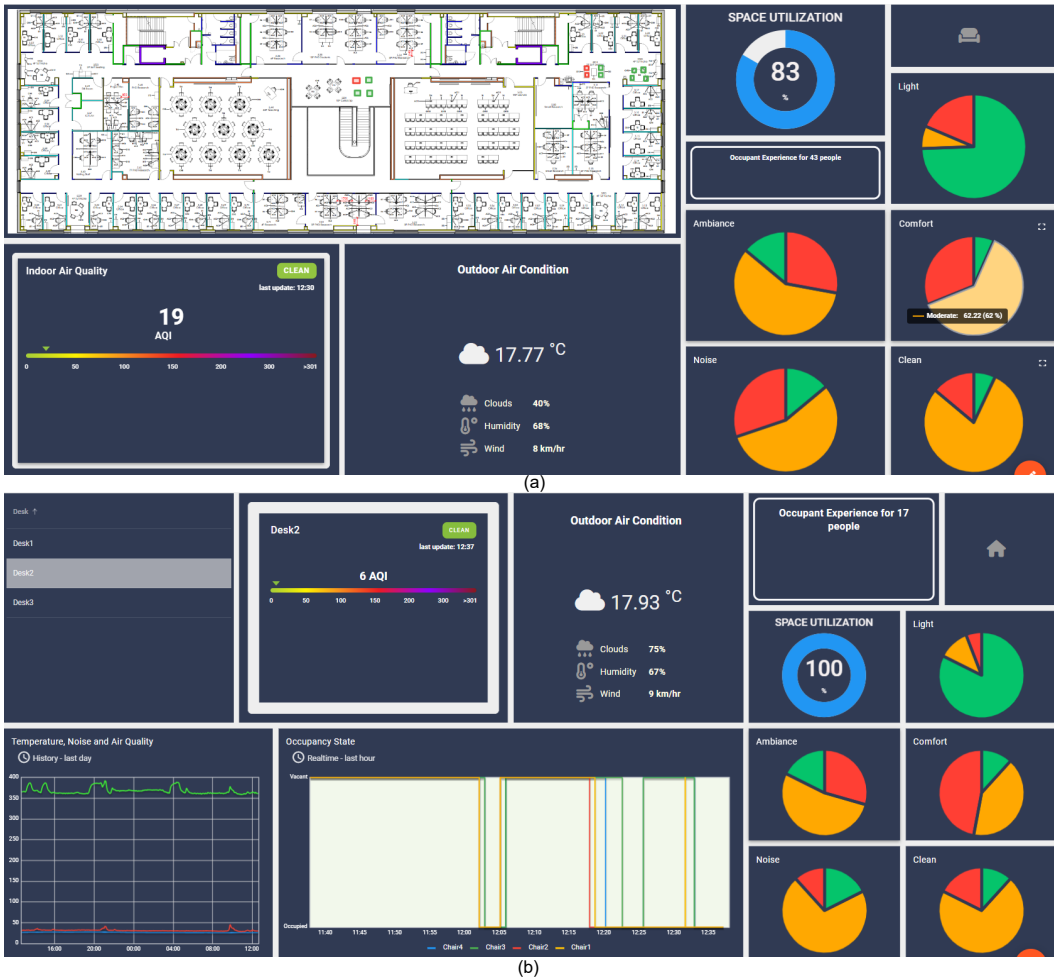 SPACE UTILIZATION
83
%
Occupant Experience for 43 people
Light
Ambiance
Comfort
Moderate: 62.22 (62 %)
Noise
Clean
Indoor Air Quality
CLEAN
last update: 12:30
19
AQI
0 50 100 150 200 300 >301
Outdoor Air Condition
17.77 °C
Clouds 40%
Humidity 68%
Wind 8 km/hr
(a)
Desk ↑
Desk1
Desk2
Desk3
Desk2
CLEAN
last update: 12:37
6 AQI
0 50 100 150 200 300 >301
Outdoor Air Condition
17.93 °C
Clouds 75%
Humidity 67%
Wind 9 km/hr
Occupant Experience for 17
people
SPACE UTILIZATION
100
%
Light
Ambiance
Comfort
Noise
Clean
Temperature, Noise and Air Quality
History - last day
400
350
300
250
200
150
100
50
0
16:00 20:00 00:00 04:00 08:00 12:00
Occupancy State
Realtime - last hour
Vacant
Occupied
11:40 11:45 11:50 11:55 12:00 12:05 12:10 12:15 12:20 12:25 12:30 12:35
Chair4 Chair3 Chair2 Chair1
(b)